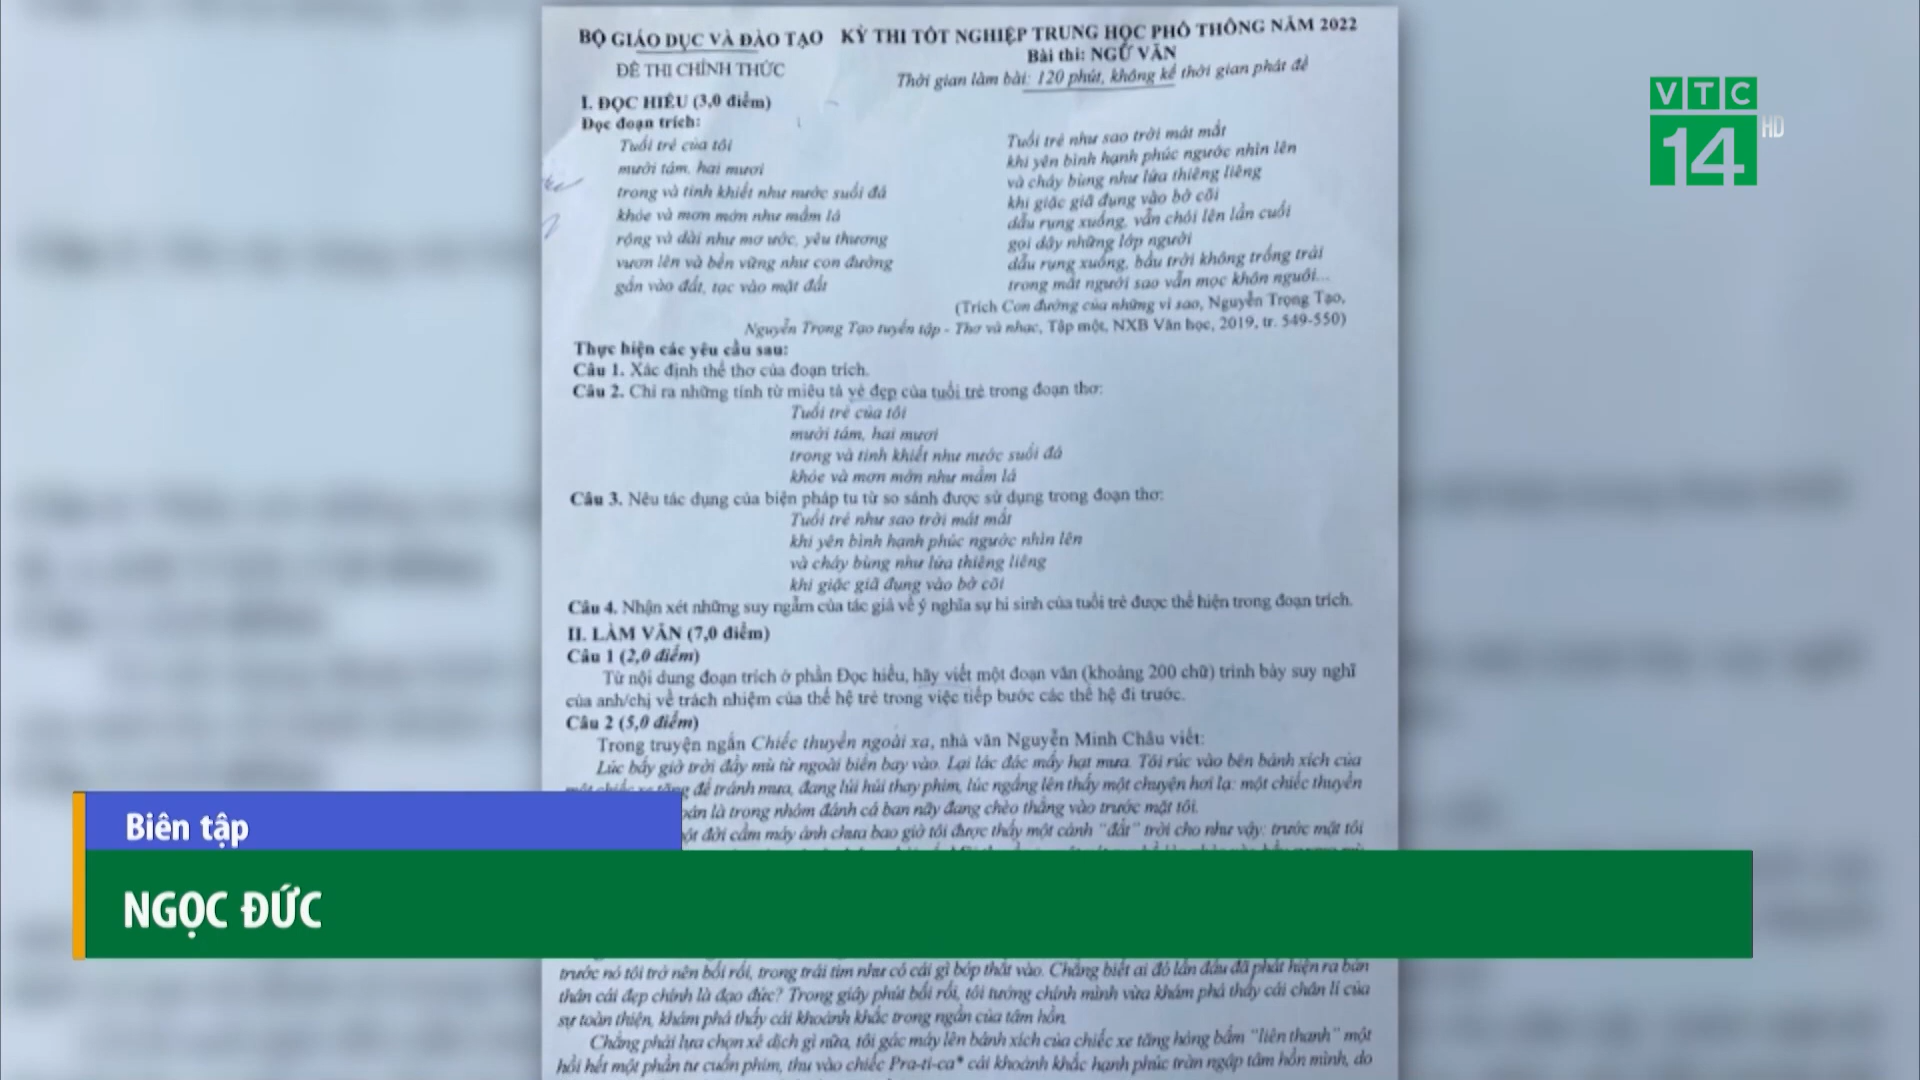 BỘ GIÁO DỤC VÀ ĐÀO TẠO
ĐỀ THI CHÍNH THỨC
KỲ THI TỐT NGHIỆP TRUNG HỌC PHỔ THÔNG NĂM 2022
Bài thi: NGỮ VĂN
Thời gian làm bài: 120 phút, không kể thời gian phát đề
I. ĐỌC HIỂU (3,0 điểm)
Đọc đoạn trích:
Tuổi trẻ của tôi
mười tám, hai mươi
trong và tinh khiết như nước suối đá
khỏe và mơn mởn như mầm lá
rộng và dài như mơ ước, yêu thương
vươn lên và bền vững như con đường
gắn vào đất, tạc vào mặt đất
Tuổi trẻ như sao trời mát mắt
khi yên bình hạnh phúc ngước nhìn lên
và cháy bùng như lửa thiêng liêng
khi giặc giã đụng vào bờ cõi
dẫu rụng xuống, vẫn chói lên lần cuối
gọi dậy những lớp người
dẫu rụng xuống, bầu trời không trống trải
trong mắt người sao vẫn mọc khôn nguôi...
(Trích Con đường của những vì sao, Nguyễn Trọng Tạo,
Nguyễn Trọng Tạo tuyển tập - Thơ và nhạc, Tập một, NXB Văn học, 2019, tr. 549-550)
Thực hiện các yêu cầu sau:
Câu 1. Xác định thể thơ của đoạn trích.
Câu 2. Chỉ ra những tính từ miêu tả vẻ đẹp của tuổi trẻ trong đoạn thơ:
Tuổi trẻ của tôi
mười tám, hai mươi
trong và tinh khiết như nước suối đá
khỏe và mơn mởn như mầm lá
Câu 3. Nêu tác dụng của biện pháp tu từ so sánh được sử dụng trong đoạn thơ:
Tuổi trẻ như sao trời mát mắt
khi yên bình hạnh phúc ngước nhìn lên
và cháy bùng như lửa thiêng liêng
khi giặc giã đụng vào bờ cõi
Câu 4. Nhận xét những suy ngẫm của tác giả về ý nghĩa sự hi sinh của tuổi trẻ được thể hiện trong đoạn trích.
II. LÀM VĂN (7,0 điểm)
Câu 1 (2,0 điểm)
Từ nội dung đoạn trích ở phần Đọc hiểu, hãy viết một đoạn văn (khoảng 200 chữ) trình bày suy nghĩ
của anh/chị về trách nhiệm của thế hệ trẻ trong việc tiếp bước các thế hệ đi trước.
Câu 2 (5,0 điểm)
Trong truyện ngắn Chiếc thuyền ngoài xa, nhà văn Nguyễn Minh Châu viết:
Lúc bấy giờ trời đầy mù từ ngoài biển bay vào. Lại lác đác mấy hạt mưa. Tôi rúc vào bên bánh xích của
để tránh mưa, đang lúi húi thay phim, lúc ngẩng lên thấy một chuyện hơi lạ: một chiếc thuyền
là trong nhóm đánh cá ban nãy đang chèo thẳng vào trước mặt tôi.
đời cầm máy ảnh chưa bao giờ tôi được thấy một cảnh "đắt" trời cho như vậy: trước mặt tôi
trước nó tôi trở nên bối rối, trong trái tim như có cái gì bóp thắt vào. Chẳng biết ai đó lần đầu đã phát hiện ra bản
thân cái đẹp chính là đạo đức? Trong giây phút bối rối, tôi tưởng chính mình vừa khám phá thấy cái chân lí của
sự toàn thiện, khám phá thấy cái khoảnh khắc trong ngần của tâm hồn.
Chẳng phải lựa chọn xê dịch gì nữa, tôi gác máy lên bánh xích của chiếc xe tăng hỏng bấm "liên thanh" một
hồi hết một phần tư cuốn phim, thu vào chiếc Pra-ti-ca* cái khoảnh khắc hạnh phúc tràn ngập tâm hồn mình, do
VTC
14 HD
Biên tập
NGỌC ĐỨC